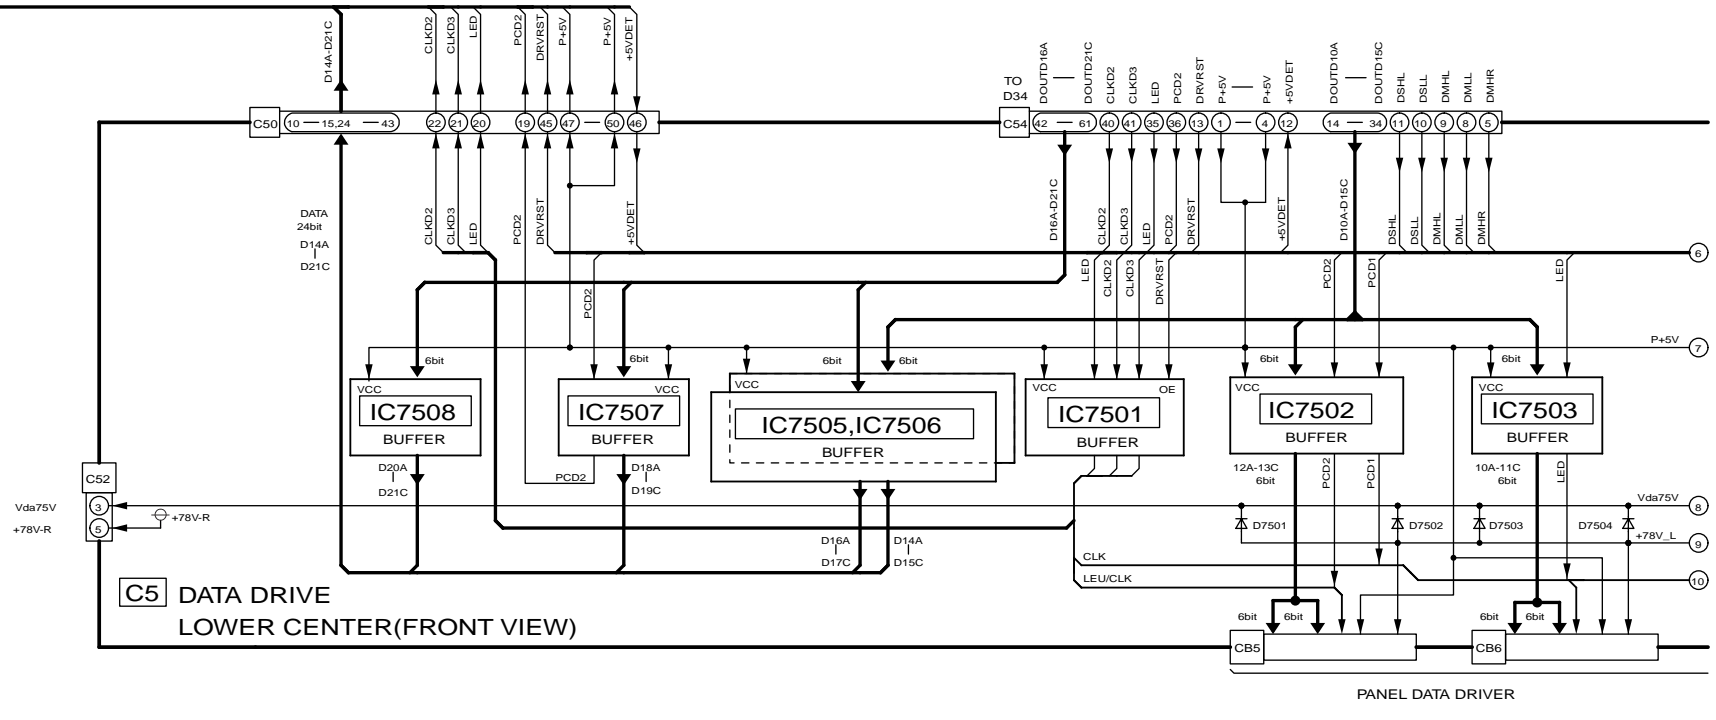 D14A-D21C
CLKD2
CLKD3
LED
PCD2
DRVRST
P+5V
P+5V
+5VDET
TO
D34
DOUTD16A
DOUTD21C
CLKD2
CLKD3
LED
PCD2
DRVRST
P+5V
P+5V
+5VDET
DOUTD10A
DOUTD15C
DSHL
DSLL
DMHL
DMLL
DMHR
C50
10 — 15,24 — 43
22 21 20 19 45 47 — 50 46
C54
42 — 61 40 41 35 36 13 1 — 4 12 14 — 34 11 10 9 8 5
DATA
24bit
D14A
D21C
CLKD2
CLKD3
LED
PCD2
DRVRST
+5VDET
D16A-D21C
CLKD2
CLKD3
LED
PCD2
DRVRST
+5VDET
D10A-D15C
DSHL
DSLL
DMHL
DMLL
DMHR
6
PCD2
LED
CLKD2
CLKD3
DRVRST
PCD2
PCD1
LED
P+5V
7
6bit
6bit
6bit
6bit
6bit
6bit
VCC
IC7508
BUFFER
VCC
IC7507
BUFFER
VCC
IC7505,IC7506
BUFFER
VCC
OE
IC7501
BUFFER
VCC
IC7502
BUFFER
VCC
IC7503
BUFFER
D20A
D21C
PCD2
D18A
D19C
12A-13C
6bit
PCD2
PCD1
10A-11C
6bit
LED
C52
Vda75V
3
+78V-R
5
+78V-R
Vda75V
8
D7501
D7502
D7503
D7504
+78V_L
9
D16A
D17C
D14A
D15C
CLK
LEU/CLK
10
C5 DATA DRIVE
LOWER CENTER(FRONT VIEW)
6bit
6bit
6bit
6bit
CB5
CB6
PANEL DATA DRIVER